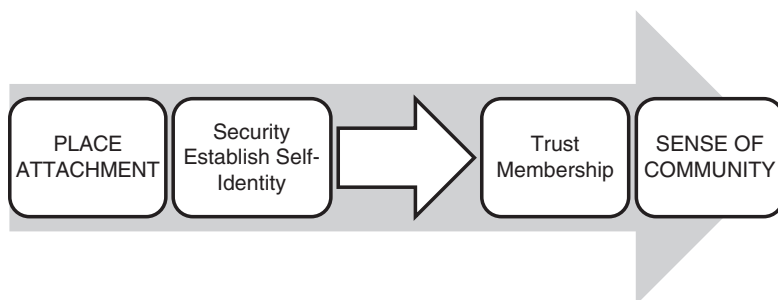 PLACE
ATTACHMENT
Security
Establish Self-
Identity
Trust
Membership
SENSE OF
COMMUNITY